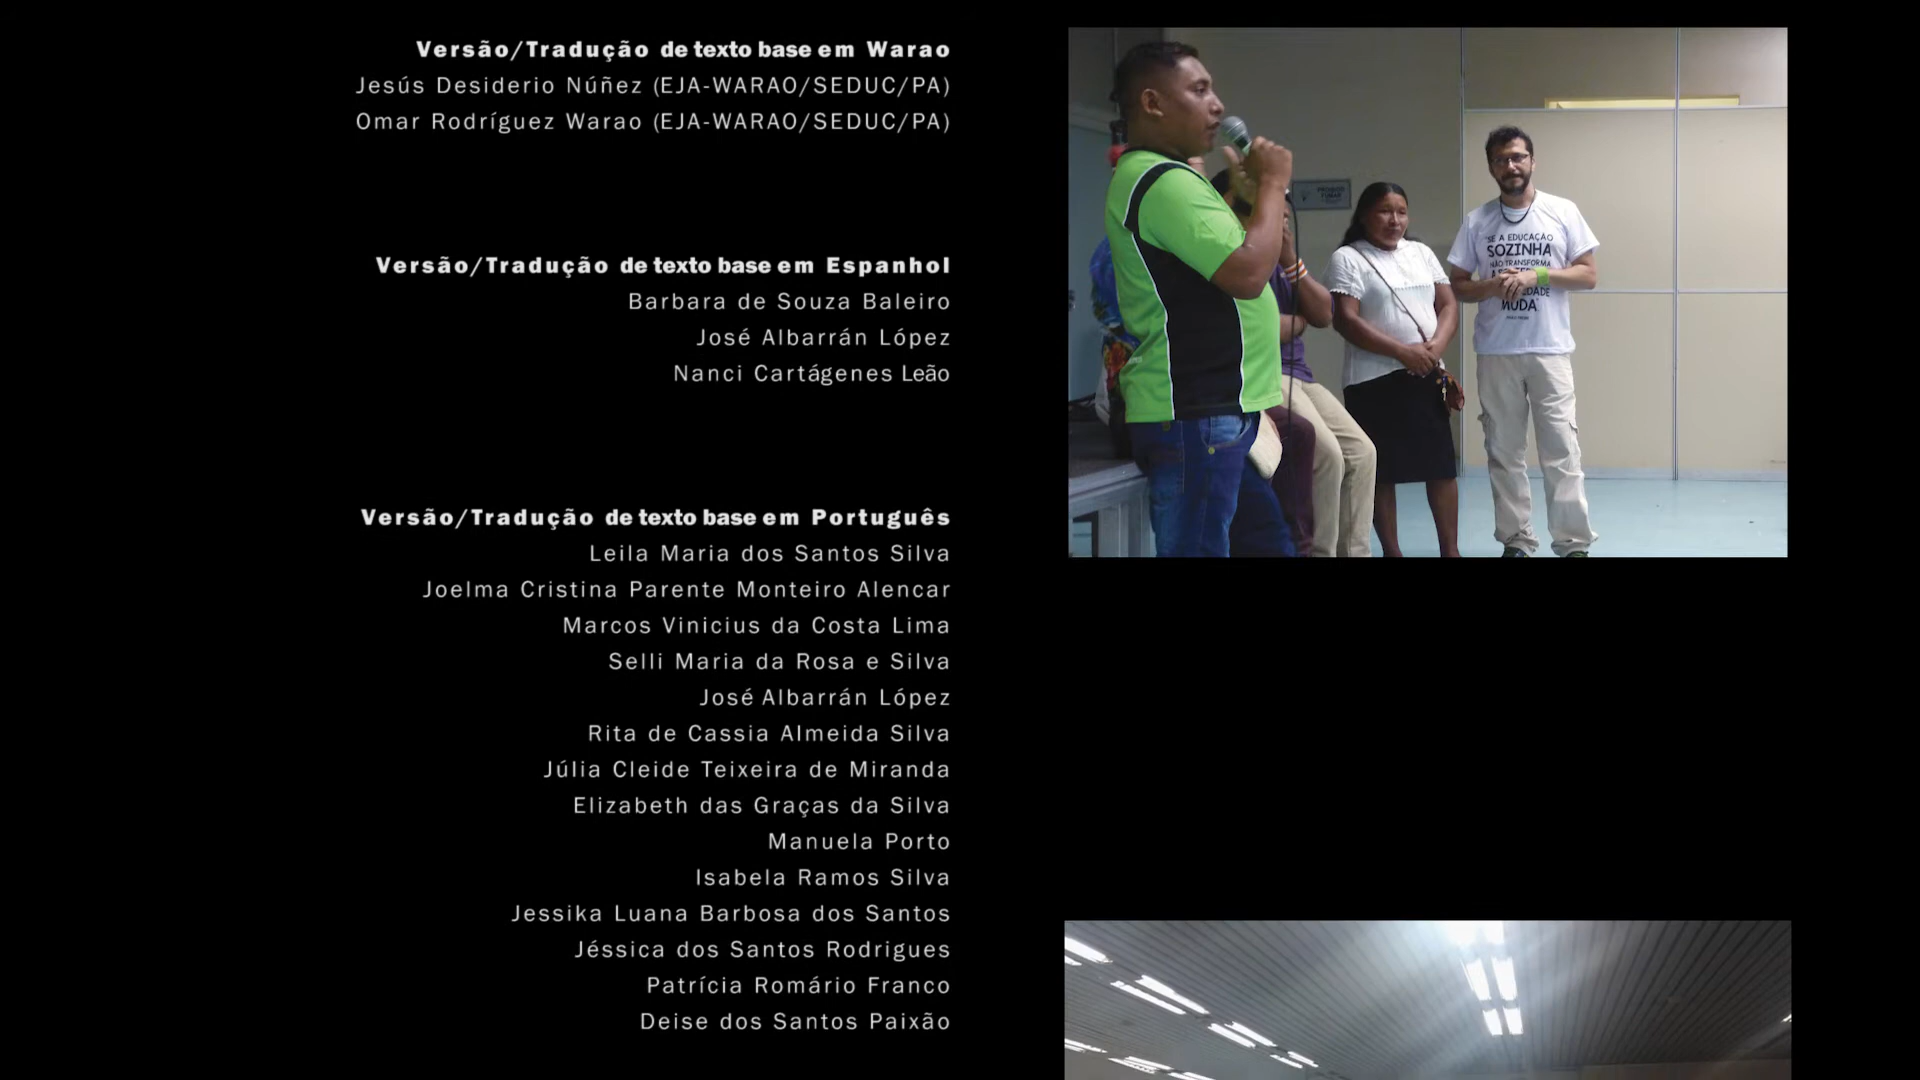 Versão/Tradução de texto base em Warao
Jesús Desiderio Núñez (EJA-WARAO/SEDUC/PA)
Omar Rodríguez Warao (EJA-WARAO/SEDUC/PA)
Versão/Tradução de texto base em Espanhol
Barbara de Souza Baleiro
José Albarrán López
Nanci Cartágenes Leão
Versão/Tradução de texto base em Português
Leila Maria dos Santos Silva
Joelma Cristina Parente Monteiro Alencar
Marcos Vinicius da Costa Lima
Selli Maria da Rosa e Silva
José Albarrán López
Rita de Cassia Almeida Silva
Júlia Cleide Teixeira de Miranda
Elizabeth das Graças da Silva
Manuela Porto
Isabela Ramos Silva
Jessika Luana Barbosa dos Santos
Jéssica dos Santos Rodrigues
Patrícia Romário Franco
Deise dos Santos Paixão
PROIBIDO
FUMAR
SE A EDUCAÇÃO
SOZINHA
NÃO TRANSFORMA
MUDA